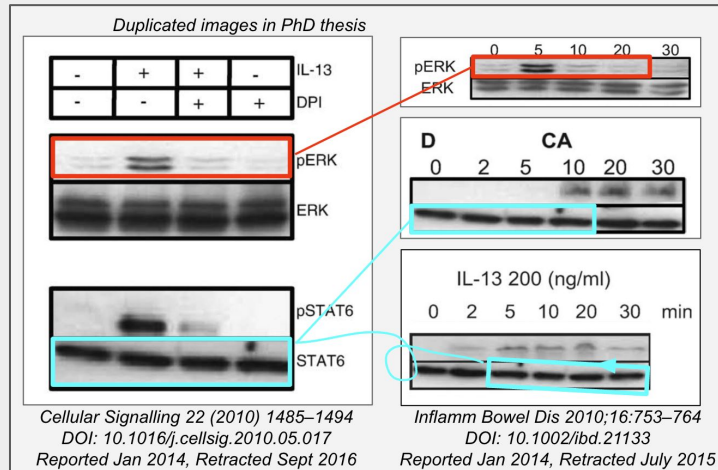 Duplicated images in PhD thesis
- + + - IL-13
- - + + DPI
pERK
ERK
pSTAT6
STAT6
Cellular Signalling 22 (2010) 1485–1494
DOI: 10.1016/j.cellsig.2010.05.017
Reported Jan 2014, Retracted Sept 2016
0 5 10 20 30
pERK
ERK
D CA
0 2 5 10 20 30
IL-13 200 (ng/ml)
0 2 5 10 20 30 min
Inflamm Bowel Dis 2010;16:753–764
DOI: 10.1002/ibd.21133
Reported Jan 2014, Retracted July 2015